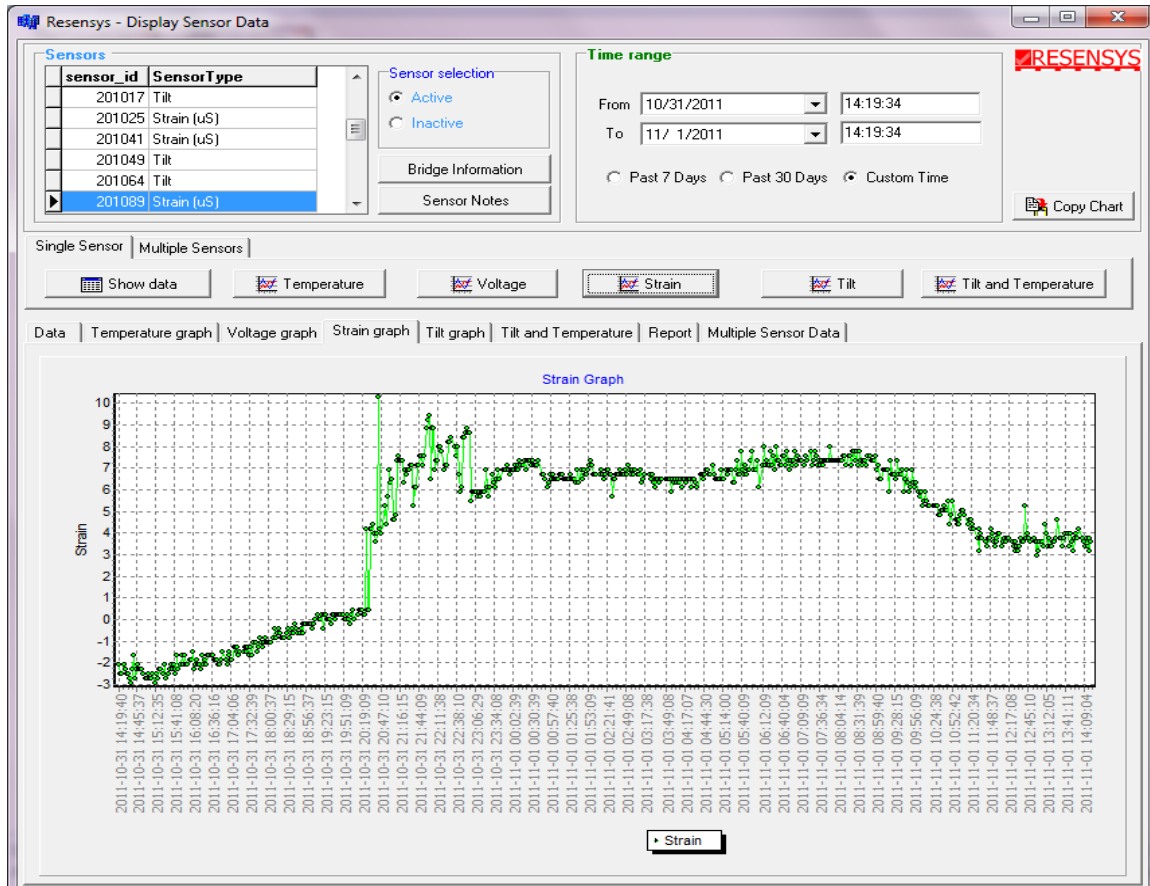 Resensys - Display Sensor Data
Sensors
sensor_id SensorType
201017 Tilt
201025 Strain (uS)
201041 Strain (uS)
201049 Tilt
201064 Tilt
201089 Strain (uS)
Sensor selection
Active
Inactive
Bridge Information
Sensor Notes
Time range
From 10/31/2011 14:19:34
To 11/ 1/2011 14:19:34
Past 7 Days Past 30 Days Custom Time
RESENSYS
Copy Chart
Single Sensor Multiple Sensors
Show data Temperature Voltage Strain Tilt Tilt and Temperature
Data Temperature graph Voltage graph Strain graph Tilt graph Tilt and Temperature Report Multiple Sensor Data
Strain Graph
10
9
8
7
6
5
4
3
2
1
0
-1
-2
-3
Strain
2011-10-31 14:19:40
2011-10-31 14:45:37
2011-10-31 15:12:35
2011-10-31 15:41:08
2011-10-31 16:08:20
2011-10-31 16:36:16
2011-10-31 17:04:06
2011-10-31 17:32:39
2011-10-31 18:00:37
2011-10-31 18:29:15
2011-10-31 18:56:37
2011-10-31 19:23:15
2011-10-31 19:51:09
2011-10-31 20:19:09
2011-10-31 20:47:10
2011-10-31 21:16:15
2011-10-31 21:44:09
2011-10-31 22:11:38
2011-10-31 22:38:10
2011-10-31 23:06:29
2011-10-31 23:34:08
2011-11-01 00:02:39
2011-11-01 00:30:39
2011-11-01 00:57:40
2011-11-01 01:25:38
2011-11-01 01:53:09
2011-11-01 02:21:41
2011-11-01 02:49:08
2011-11-01 03:17:38
2011-11-01 03:49:08
2011-11-01 04:17:07
2011-11-01 04:44:30
2011-11-01 05:14:00
2011-11-01 05:40:09
2011-11-01 06:12:09
2011-11-01 06:40:04
2011-11-01 07:09:09
2011-11-01 07:36:34
2011-11-01 08:04:14
2011-11-01 08:31:39
2011-11-01 08:59:40
2011-11-01 09:28:15
2011-11-01 09:56:09
2011-11-01 10:24:38
2011-11-01 10:52:42
2011-11-01 11:20:34
2011-11-01 11:48:37
2011-11-01 12:17:08
2011-11-01 12:45:10
2011-11-01 13:12:05
2011-11-01 13:41:11
2011-11-01 14:09:04
Strain